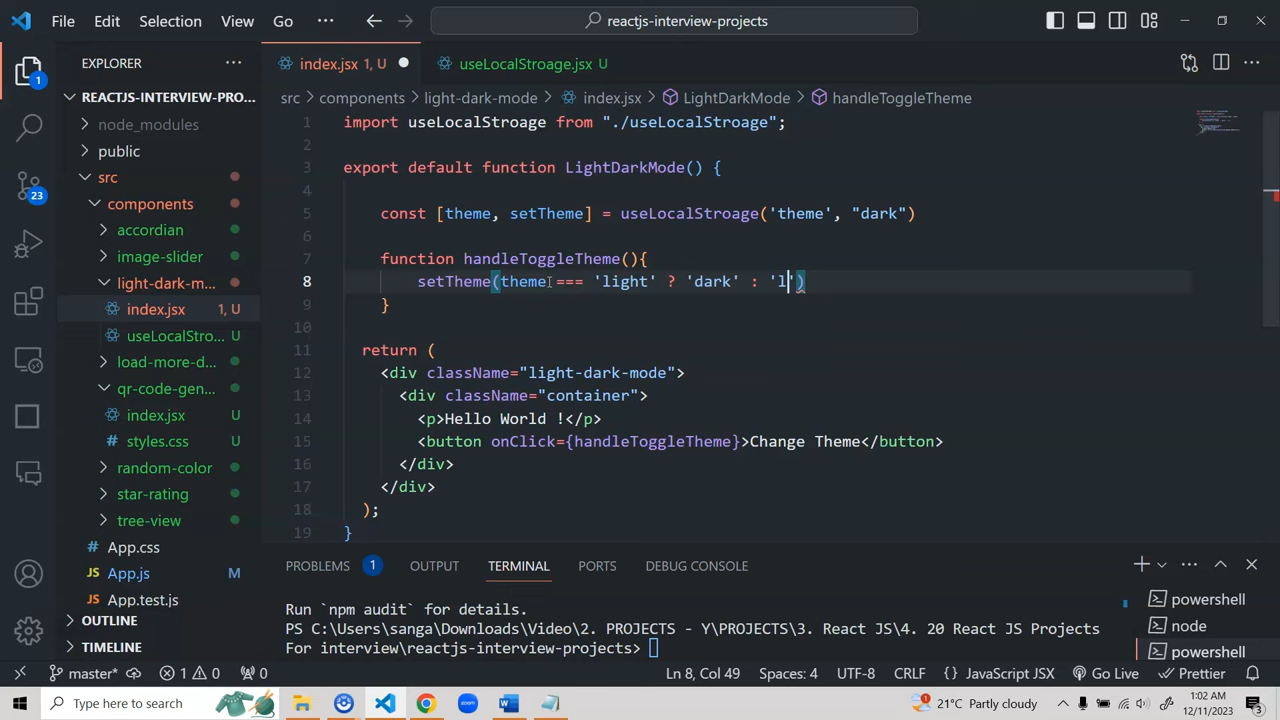 File Edit Selection View Go ··· reactjs-interview-projects
EXPLORER
REACTJS-INTERVIEW-PRO...
node_modules
public
src
components
accordian
image-slider
light-dark-m...
index.jsx 1, U
useLocalStro... U
load-more-d...
qr-code-gen...
index.jsx U
styles.css U
random-color
star-rating
tree-view
App.css
App.js M
App.test.js
OUTLINE
TIMELINE
1
23
index.jsx 1, U
useLocalStroage.jsx U
src > components > light-dark-mode > index.jsx > LightDarkMode > handleToggleTheme
1 import useLocalStroage from "./useLocalStroage";
2
3 export default function LightDarkMode() {
4
5 const [theme, setTheme] = useLocalStroage('theme', "dark")
6
7 function handleToggleTheme(){
8 setTheme(theme === 'light' ? 'dark' : 'l')
9 }
10
11 return (
12 <div className="light-dark-mode">
13 <div className="container">
14 <p>Hello World !</p>
15 <button onClick={handleToggleTheme}>Change Theme</button>
16 </div>
17 </div>
18 );
19 }
PROBLEMS 1 OUTPUT TERMINAL PORTS DEBUG CONSOLE
Run `npm audit` for details.
PS C:\Users\sanga\Downloads\Video\2. PROJECTS - Y\PROJECTS\3. React JS\4. 20 React JS Projects
For interview\reactjs-interview-projects>
powershell
node
powershell
master* 1 0 0 Ln 8, Col 49 Spaces: 4 UTF-8 CRLF {} JavaScript JSX Go Live Prettier
Type here to search
1
21°C Partly cloudy
1:02 AM
12/11/2023
3